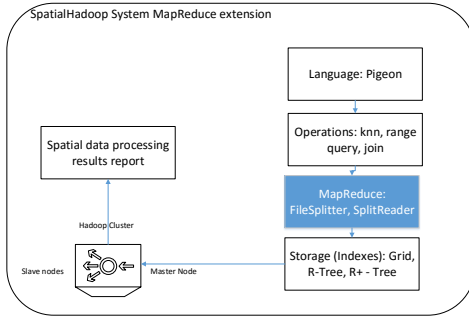 SpatialHadoop System MapReduce extension
Language: Pigeon
Operations: knn, range
query, join
Spatial data processing
results report
MapReduce:
FileSplitter, SplitReader
Hadoop Cluster
Storage (Indexes): Grid,
R-Tree, R+ - Tree
Slave nodes
Master Node